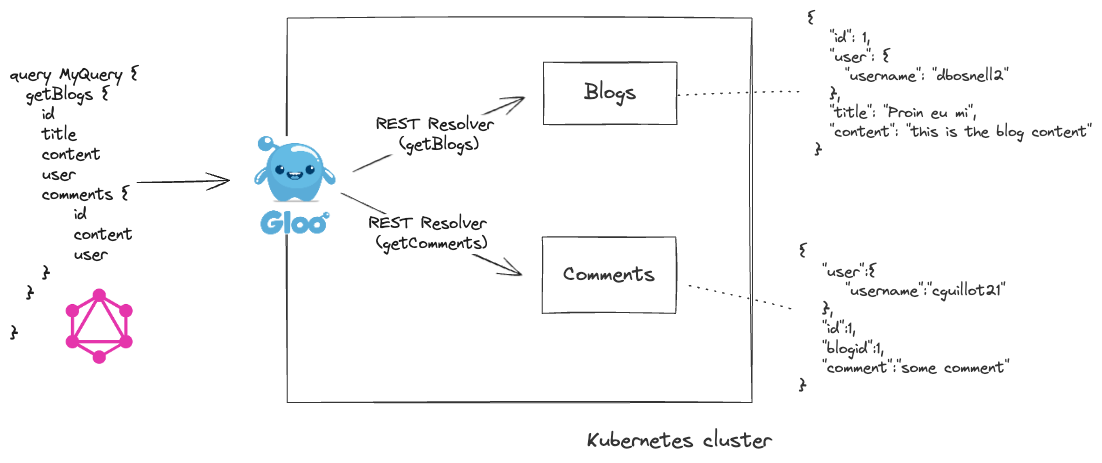 query MyQuery {
getBlogs {
id
title
content
user
comments {
id
content
user
}
}
}
Gloo
REST Resolver
(getBlogs)
REST Resolver
(getComments)
Blogs
Comments
{
"id": 1,
"user": {
"username": "dbosnell2"
},
"title": "Proin eu mi",
"content": "this is the blog content"
}
{
"user":{
"username":"cguillot21"
},
"id":1,
"blogid":1,
"comment":"some comment"
}
Kubernetes cluster